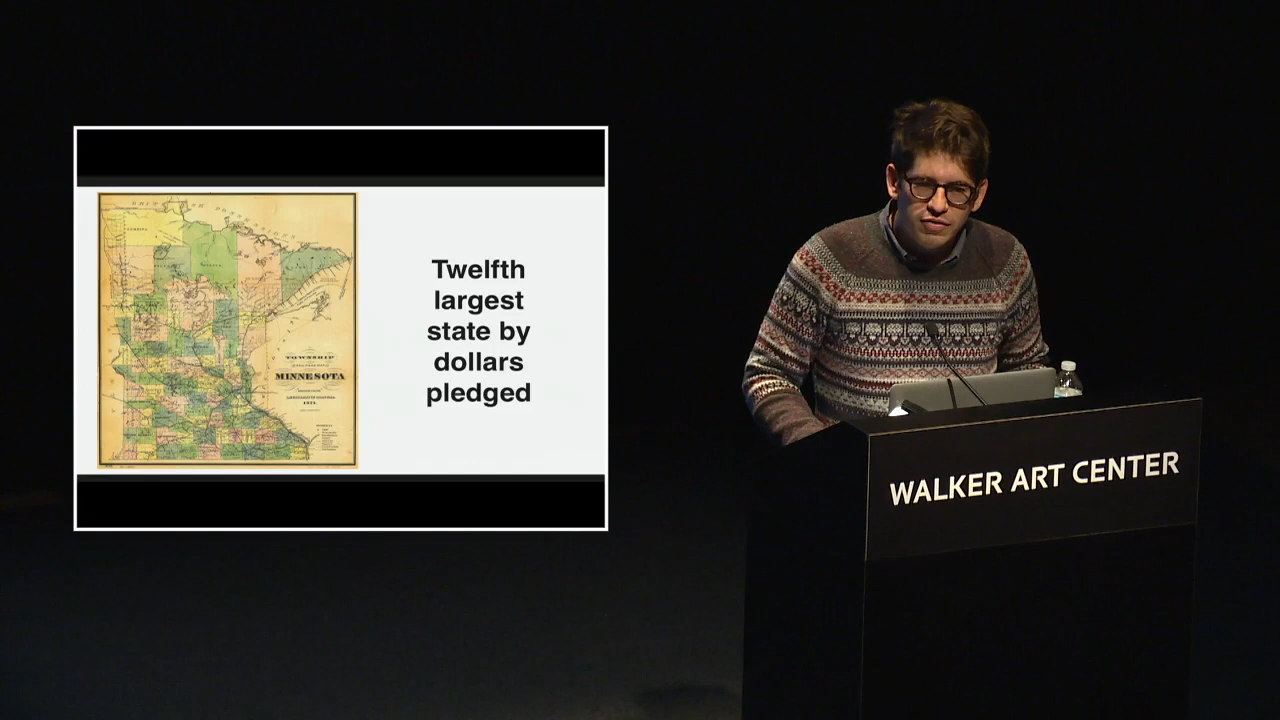 Twelfth
largest
state by
dollars
pledged
TOWNSHIP
MINNESOTA
WALKER ART CENTER